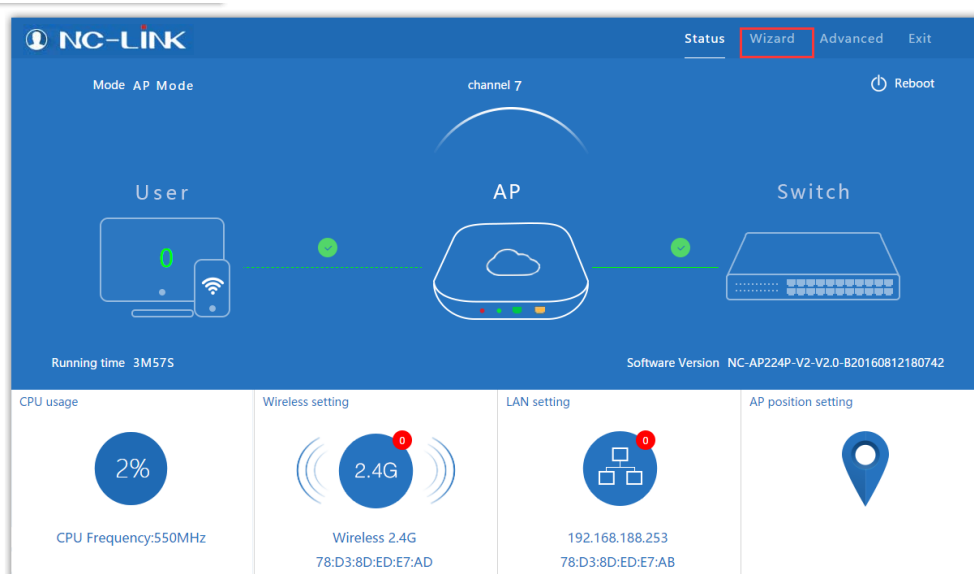 NC-LINK
Status Wizard Advanced Exit
Mode AP Mode
channel 7
Reboot
User
AP
Switch
0
Running time 3M57S
Software Version NC-AP224P-V2-V2.0-B20160812180742
CPU usage
Wireless setting
LAN setting
AP position setting
2%
2.4G
0
0
CPU Frequency:550MHz
Wireless 2.4G
192.168.188.253
78:D3:8D:ED:E7:AD
78:D3:8D:ED:E7:AB